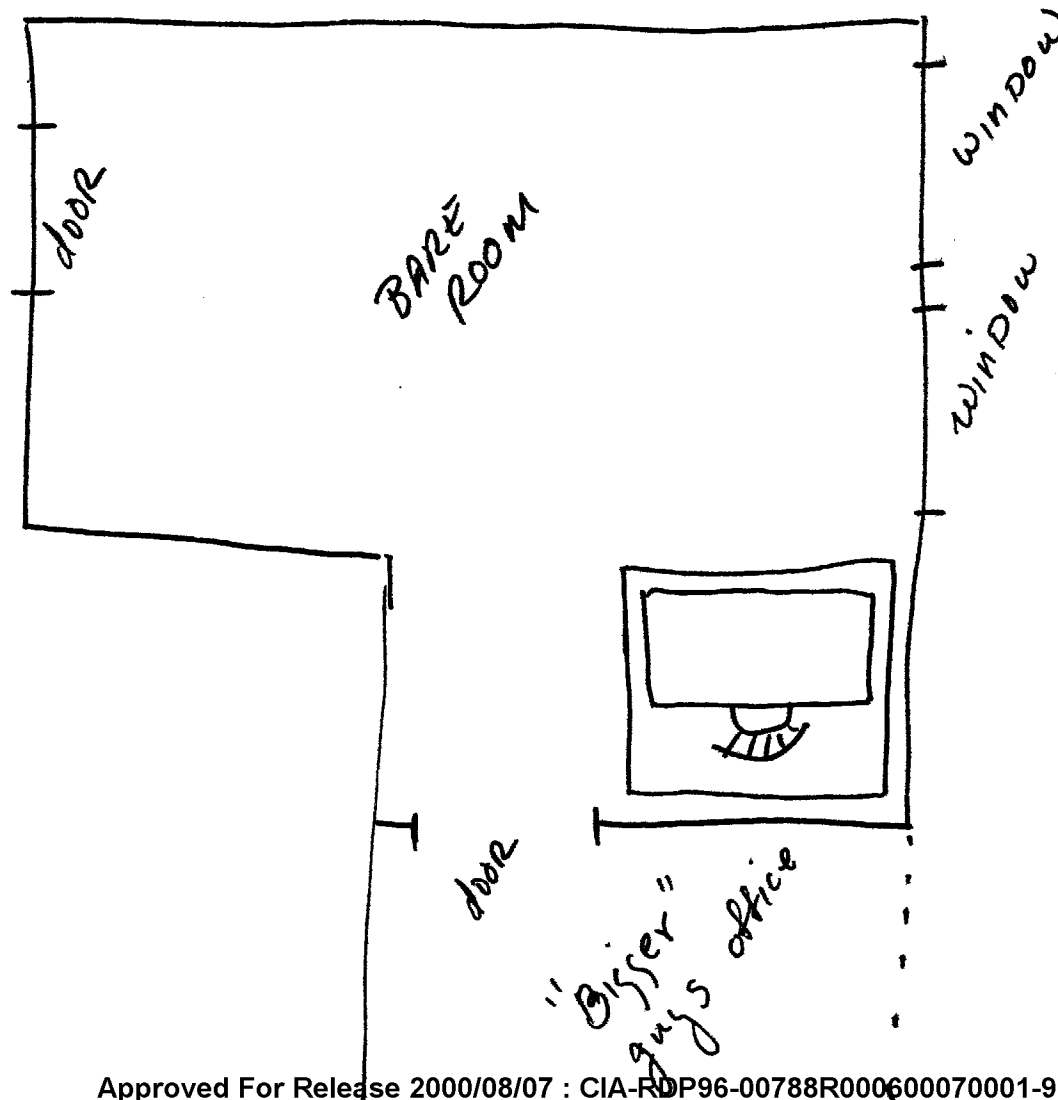 WINDOW
door
BARE
ROOM
WINDOW
door
"Bigger"
guys office
Approved For Release 2000/08/07 : CIA-RDP96-00788R000600070001-9